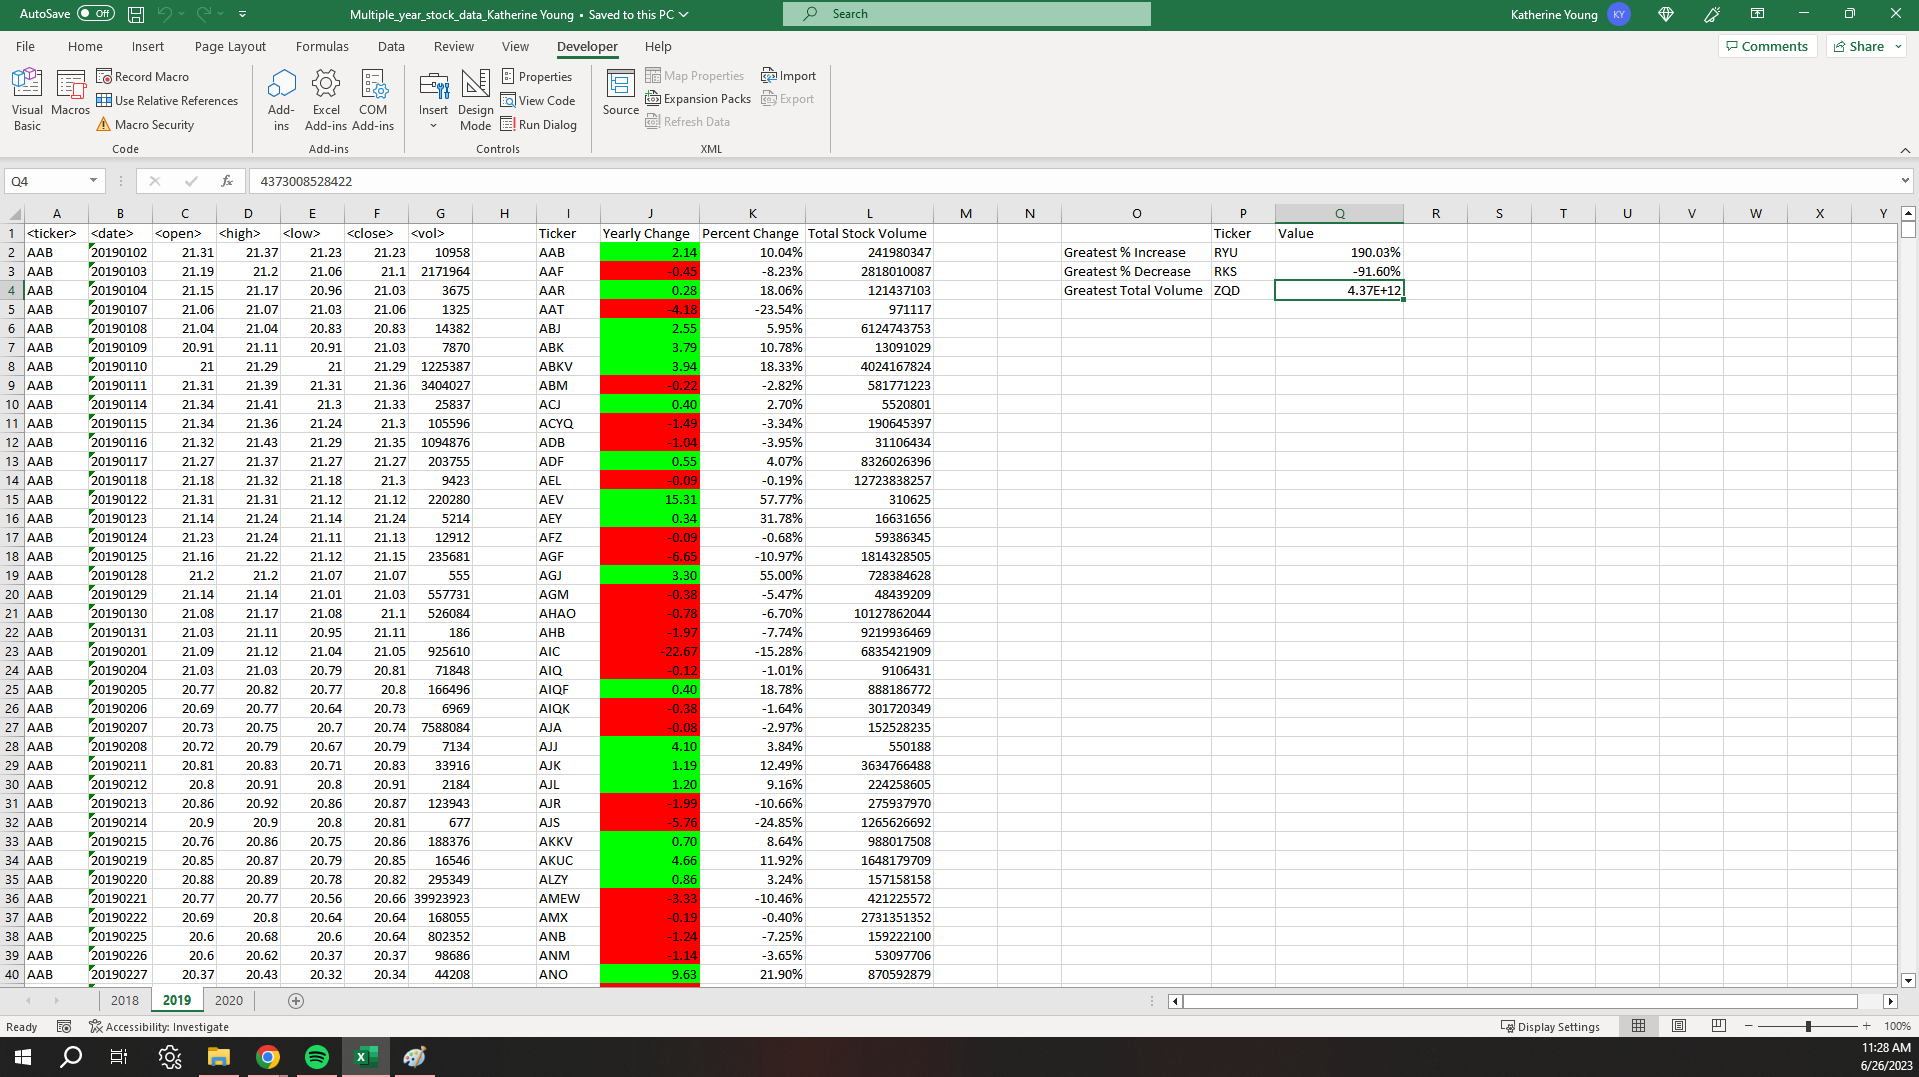 AutoSave Off Multiple_year_stock_data_Katherine Young • Saved to this PC Search Katherine Young KY
File Home Insert Page Layout Formulas Data Review View Developer Help Comments Share
Visual Basic Macros Record Macro Use Relative References Macro Security Code
Add-ins Excel Add-ins COM Add-ins Add-ins
Insert Design Mode Properties View Code Run Dialog Controls
Source Map Properties Expansion Packs Refresh Data Import Export XML
Q4 fx 4373008528422
A B C D E F G H I J K L M N O P Q R S T U V W X Y
1 <ticker> <date> <open> <high> <low> <close> <vol> Ticker Yearly Change Percent Change Total Stock Volume Ticker Value
2 AAB 20190102 21.31 21.37 21.23 21.23 10958 AAB 2.14 10.04% 241980347 Greatest % Increase RYU 190.03%
3 AAB 20190103 21.19 21.2 21.06 21.1 2171964 AAF -0.45 -8.23% 2818010087 Greatest % Decrease RKS -91.60%
4 AAB 20190104 21.15 21.17 20.96 21.03 3675 AAR 0.28 18.06% 121437103 Greatest Total Volume ZQD 4.37E+12
5 AAB 20190107 21.06 21.07 21.03 21.06 1325 AAT -4.18 -23.54% 971117
6 AAB 20190108 21.04 21.04 20.83 20.83 14382 ABJ 2.55 5.95% 6124743753
7 AAB 20190109 20.91 21.11 20.91 21.03 7870 ABK 3.79 10.78% 13091029
8 AAB 20190110 21 21.29 21 21.29 1225387 ABKV 3.94 18.33% 4024167824
9 AAB 20190111 21.31 21.39 21.31 21.36 3404027 ABM -0.22 -2.82% 581771223
10 AAB 20190114 21.34 21.41 21.3 21.33 25837 ACJ 0.40 2.70% 5520801
11 AAB 20190115 21.34 21.36 21.24 21.3 105596 ACYQ -1.49 -3.34% 190645397
12 AAB 20190116 21.32 21.43 21.29 21.35 1094876 ADB -1.04 -3.95% 31106434
13 AAB 20190117 21.27 21.37 21.27 21.27 203755 ADF 0.55 4.07% 8326026396
14 AAB 20190118 21.18 21.32 21.18 21.3 9423 AEL -0.09 -0.19% 12723838257
15 AAB 20190122 21.31 21.31 21.12 21.12 220280 AEV 15.31 57.77% 310625
16 AAB 20190123 21.14 21.24 21.14 21.24 5214 AEY 0.34 31.78% 16631656
17 AAB 20190124 21.23 21.24 21.11 21.13 12912 AFZ -0.09 -0.68% 59386345
18 AAB 20190125 21.16 21.22 21.12 21.15 235681 AGF -6.65 -10.97% 1814328505
19 AAB 20190128 21.2 21.2 21.07 21.07 555 AGJ 3.30 55.00% 728384628
20 AAB 20190129 21.14 21.14 21.01 21.03 557731 AGM -0.38 -5.47% 48439209
21 AAB 20190130 21.08 21.17 21.08 21.1 526084 AHAO -0.78 -6.70% 10127862044
22 AAB 20190131 21.03 21.11 20.95 21.11 186 AHB -1.97 -7.74% 9219936469
23 AAB 20190201 21.09 21.12 21.04 21.05 925610 AIC -22.67 -15.28% 6835421909
24 AAB 20190204 21.03 21.03 20.79 20.81 71848 AIQ -0.12 -1.01% 9106431
25 AAB 20190205 20.77 20.82 20.77 20.8 166496 AIQF 0.40 18.78% 888186772
26 AAB 20190206 20.69 20.77 20.64 20.73 6969 AIQK -0.38 -1.64% 301720349
27 AAB 20190207 20.73 20.75 20.7 20.74 7588084 AJA -0.08 -2.97% 152528235
28 AAB 20190208 20.72 20.79 20.67 20.79 7134 AJJ 4.10 3.84% 550188
29 AAB 20190211 20.81 20.83 20.71 20.83 33916 AJK 1.19 12.49% 3634766488
30 AAB 20190212 20.8 20.91 20.8 20.91 2184 AJL 1.20 9.16% 224258605
31 AAB 20190213 20.86 20.92 20.86 20.87 123943 AJR -1.99 -10.66% 275937970
32 AAB 20190214 20.9 20.9 20.8 20.81 677 AJS -5.76 -24.85% 1265626692
33 AAB 20190215 20.76 20.86 20.75 20.86 188376 AKKV 0.70 8.64% 988017508
34 AAB 20190219 20.85 20.87 20.79 20.85 16546 AKUC 4.66 11.92% 1648179709
35 AAB 20190220 20.88 20.89 20.78 20.82 295349 ALZY 0.86 3.24% 157158158
36 AAB 20190221 20.77 20.77 20.56 20.66 39923923 AMEW -3.33 -10.46% 421225572
37 AAB 20190222 20.69 20.8 20.64 20.64 168055 AMX -0.19 -0.40% 2731351352
38 AAB 20190225 20.6 20.68 20.6 20.64 802352 ANB -1.24 -7.25% 159222100
39 AAB 20190226 20.6 20.62 20.37 20.37 98686 ANM -1.14 -3.65% 53097706
40 AAB 20190227 20.37 20.43 20.32 20.34 44208 ANO 9.63 21.90% 870592879
2018 2019 2020
Ready Accessibility: Investigate Display Settings 100%
11:28 AM
6/26/2023